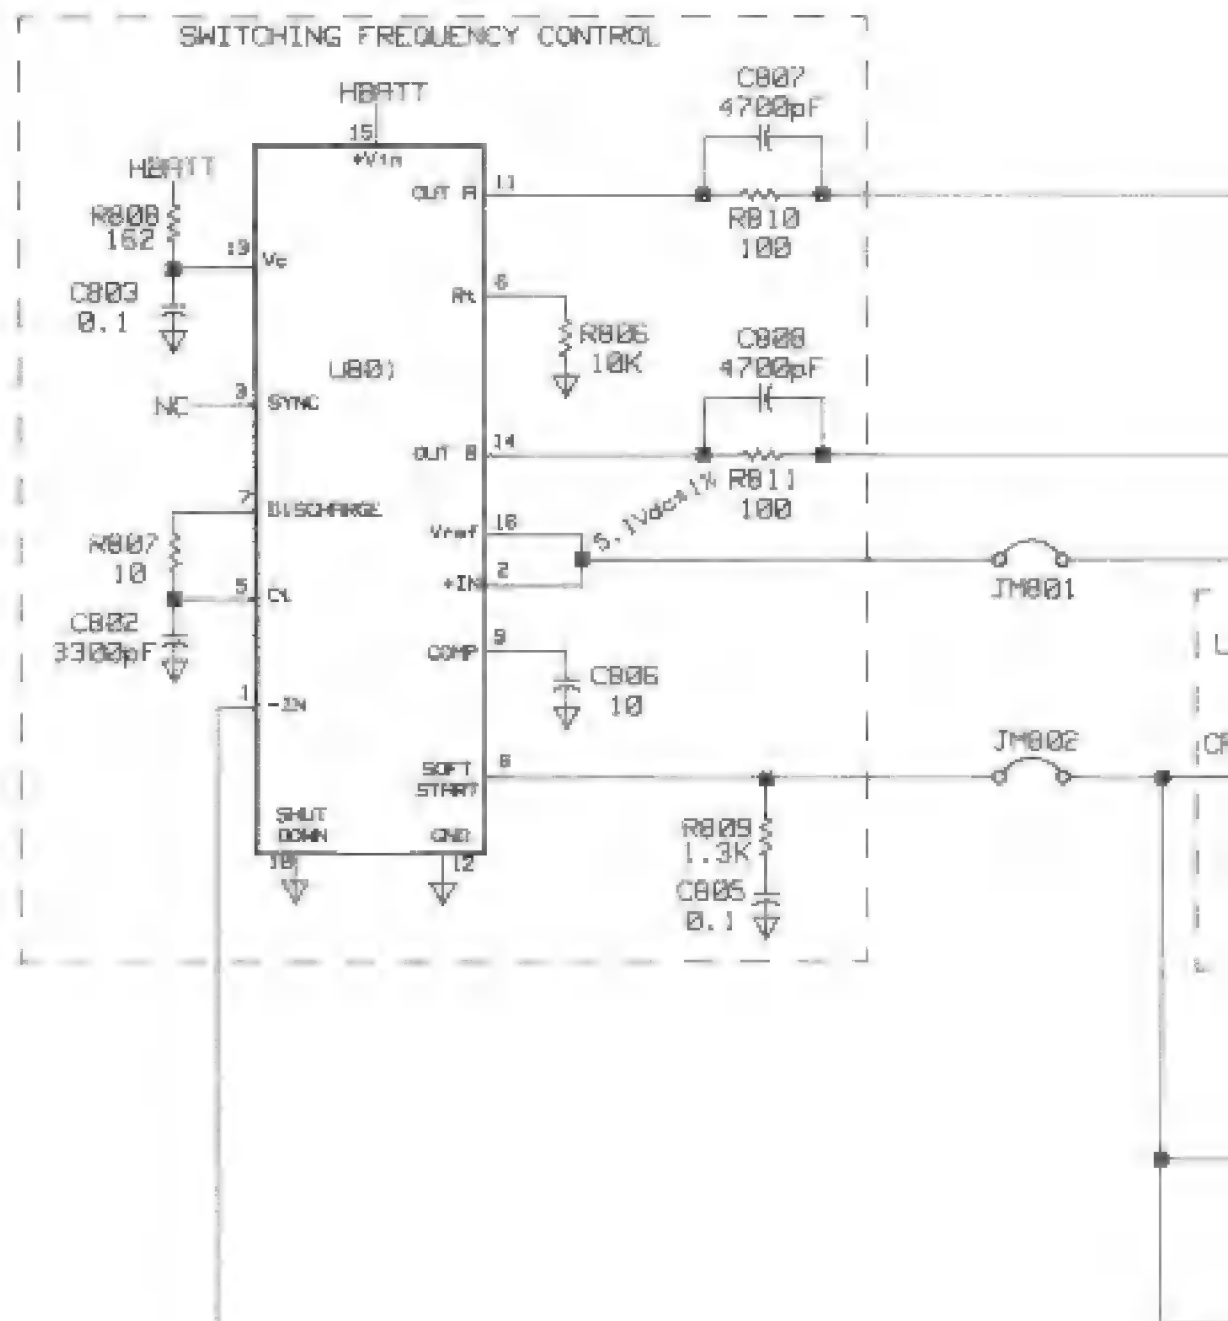 SWITCHING FREQUENCY CONTROL
HBATT
15
+Vin
HBATT
R808
162
13
Vc
C803
0.1
OUT A
11
C807
4700pF
R810
100
Rt
6
R806
10K
U801
NC
3
SYNC
C808
4700pF
OUT B
14
R811
100
7
DISCHARGE
R807
10
5
Ct
C802
3300pF
Vref
16
5.1Vdc±1%
+IN
2
JM801
COMP
9
C806
10
1
-IN
SOFT
START
8
JM802
R809
1.3K
C805
0.1
SHUT
DOWN
10
GND
12